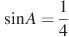 sinA = 1/4